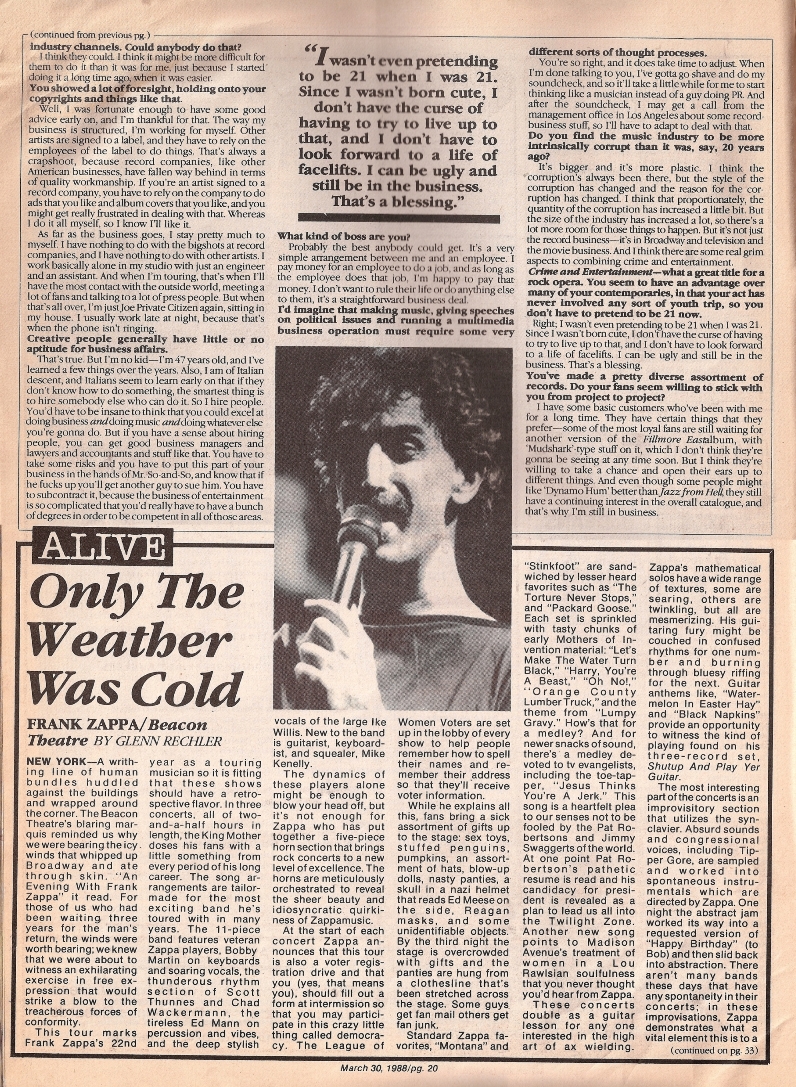 (continued from previous pg.)
industry channels. Could anybody do that?
I think they could. I think it might be more difficult for
them to do it than it was for me, just because I started
doing it a long time ago, when it was easier.
You showed a lot of foresight, holding onto your
copyrights and things like that.
Well, I was fortunate enough to have some good
advice early on, and I'm thankful for that. The way my
business is structured, I'm working for myself. Other
artists are signed to a label, and they have to rely on the
employees of the label to do things. That's always a
crapshoot, because record companies, like other
American businesses, have fallen way behind in terms
of quality workmanship. If you're an artist signed to a
record company, you have to rely on the company to do
ads that you like and album covers that you like, and you
might get really frustrated in dealing with that. Whereas
I do it all myself, so I know I'll like it.
As far as the business goes, I stay pretty much to
myself. I have nothing to do with the bigshots at record
companies, and I have nothing to do with other artists. I
work basically alone in my studio with just an engineer
and an assistant. And when I'm touring, that's when I'll
have the most contact with the outside world, meeting a
lot of fans and talking to a lot of press people. But when
that's all over, I'm just Joe Private Citizen again, sitting in
my house. I usually work late at night, because that's
when the phone isn't ringing.
Creative people generally have little or no
aptitude for business affairs.
That's true. But I'm no kid—I'm 47 years old, and I've
learned a few things over the years. Also, I am of Italian
descent, and Italians seem to learn early on that if they
don't know how to do something, the smartest thing is
to hire somebody else who can do it. So I hire people.
You'd have to be insane to think that you could excel at
doing business and doing music and doing whatever else
you're gonna do. But if you have a sense about hiring
people, you can get good business managers and
lawyers and accountants and stuff like that. You have to
take some risks and you have to put this part of your
business in the hands of Mr. So-and-So, and know that if
he fucks up you'll get another guy to sue him. You have
to subcontract it, because the business of entertainment
is so complicated that you'd really have to have a bunch
of degrees in order to be competent in all of those areas.
"I wasn't even pretending
to be 21 when I was 21.
Since I wasn't born cute, I
don't have the curse of
having to try to live up to
that, and I don't have to
look forward to a life of
facelifts. I can be ugly and
still be in the business.
That's a blessing."
What kind of boss are you?
Probably the best anybody could get. It's a very
simple arrangement between me and an employee. I
pay money for an employee to do a job, and as long as
the employee does that job, I'm happy to pay that
money. I don't want to rule their life or do anything else
to them, it's a straightforward business deal.
I'd imagine that making music, giving speeches
on political issues and running a multimedia
business operation must require some very
different sorts of thought processes.
You're so right, and it does take time to adjust. When
I'm done talking to you, I've gotta go shave and do my
soundcheck, and so it'll take a little while for me to start
thinking like a musician instead of a guy doing PR. And
after the soundcheck, I may get a call from the
management office in Los Angeles about some record-
business stuff, so I'll have to adapt to deal with that.
Do you find the music industry to be more
intrinsically corrupt than it was, say, 20 years
ago?
It's bigger and it's more plastic. I think the
corruption's always been there, but the style of the
corruption has changed and the reason for the cor-
ruption has changed. I think that proportionately, the
quantity of the corruption has increased a little bit. But
the size of the industry has increased a lot, so there's a
lot more room for those things to happen. But it's not just
the record business—it's in Broadway and television and
the movie business. And I think there are some real grim
aspects to combining crime and entertainment.
Crime and Entertainment—what a great title for a
rock opera. You seem to have an advantage over
many of your contemporaries, in that your act has
never involved any sort of youth trip, so you
don't have to pretend to be 21 now.
Right; I wasn't even pretending to be 21 when I was 21.
Since I wasn't born cute, I don't have the curse of having
to try to live up to that, and I don't have to look forward
to a life of facelifts. I can be ugly and still be in the
business. That's a blessing.
You've made a pretty diverse assortment of
records. Do your fans seem willing to stick with
you from project to project?
I have some basic customers who've been with me
for a long time. They have certain things that they
prefer—some of the most loyal fans are still waiting for
another version of the Fillmore East album, with
'Mudshark'-type stuff on it, which I don't think they're
gonna be seeing at any time soon. But I think they're
willing to take a chance and open their ears up to
different things. And even though some people might
like 'Dynamo Hum' better than Jazz from Hell, they still
have a continuing interest in the overall catalogue, and
that's why I'm still in business.
ALIVE
Only The
Weather
Was Cold
FRANK ZAPPA/Beacon
Theatre BY GLENN RECHLER
NEW YORK—A writh-
ing line of human
bundles huddled
against the buildings
and wrapped around
the corner. The Beacon
Theatre's blaring mar-
quis reminded us why
we were bearing the icy
winds that whipped up
Broadway and ate
through skin. "An
Evening With Frank
Zappa" it read. For
those of us who had
been waiting three
years for the man's
return, the winds were
worth bearing; we knew
that we were about to
witness an exhilarating
exercise in free ex-
pression that would
strike a blow to the
treacherous forces of
conformity.
This tour marks
Frank Zappa's 22nd
year as a touring
musician so it is fitting
that these shows
should have a retro-
spective flavor. In three
concerts, all of two-
and-a-half hours in
length, the King Mother
doses his fans with a
little something from
every period of his long
career. The song ar-
rangements are tailor-
made for the most
exciting band he's
toured with in many
years. The 11-piece
band features veteran
Zappa players, Bobby
Martin on keyboards
and soaring vocals, the
thunderous rhythm
section of Scott
Thunnes and Chad
Wackermann, the
tireless Ed Mann on
percussion and vibes,
and the deep stylish
vocals of the large Ike
Willis. New to the band
is guitarist, keyboard-
ist, and squealer, Mike
Kenelly.
The dynamics of
these players alone
might be enough to
blow your head off, but
it's not enough for
Zappa who has put
together a five-piece
horn section that brings
rock concerts to a new
level of excellence. The
horns are meticulously
orchestrated to reveal
the sheer beauty and
idiosyncratic quirki-
ness of Zappamusic.
At the start of each
concert Zappa an-
nounces that this tour
is also a voter regis-
tration drive and that
you (yes, that means
you), should fill out a
form at intermission so
that you may partici-
pate in this crazy little
thing called democra-
cy. The League of
Women Voters are set
up in the lobby of every
show to help people
remember how to spell
their names and re-
member their address
so that they'll receive
voter information.
While he explains all
this, fans bring a sick
assortment of gifts up
to the stage: sex toys,
stuffed penguins,
pumpkins, an assort-
ment of hats, blow-up
dolls, nasty panties, a
skull in a nazi helmet
that reads Ed Meese on
the side, Reagan
masks, and some
unidentifiable objects.
By the third night the
stage is overcrowded
with gifts and the
panties are hung from
a clothesline that's
been stretched across
the stage. Some guys
get fan mail others get
fan junk.
Standard Zappa fa-
vorites, "Montana" and
"Stinkfoot" are sand-
wiched by lesser heard
favorites such as "The
Torture Never Stops,"
and "Packard Goose."
Each set is sprinkled
with tasty chunks of
early Mothers of In-
vention material: "Let's
Make The Water Turn
Black," "Harry, You're
A Beast," "Oh No!,"
"Orange County
Lumber Truck," and the
theme from "Lumpy
Gravy." How's that for
a medley? And for
newer snacks of sound,
there's a medley de-
voted to evangelists,
including the toe-tap-
per, "Jesus Thinks
You're A Jerk." This
song is a heartfelt plea
to our senses not to be
fooled by the Pat Ro-
bertsons and Jimmy
Swaggerts of the world.
At one point Pat Ro-
bertson's pathetic
resume is read and his
candidacy for presi-
dent is revealed as a
plan to lead us all into
the Twilight Zone.
Another new song
points to Madison
Avenue's treatment of
women in a Lou
Rawlsian soulfulness
that you never thought
you'd hear from Zappa.
These concerts
double as a guitar
lesson for any one
interested in the high
art of ax wielding.
Zappa's mathematical
solos have a wide range
of textures, some are
searing, others are
twinkling, but all are
mesmerizing. His gui-
taring fury might be
couched in confused
rhythms for one num-
ber and burning
through bluesy riffing
for the next. Guitar
anthems like, "Water-
melon In Easter Hay"
and "Black Napkins"
provide an opportunity
to witness the kind of
playing found on his
three-record set,
Shutup And Play Yer
Guitar.
The most interesting
part of the concerts is an
improvisory section
that utilizes the syn-
clavier. Absurd sounds
and congressional
voices, including Tip-
per Gore, are sampled
and worked into
spontaneous instru-
mentals which are
directed by Zappa. One
night the abstract jam
worked its way into a
requested version of
"Happy Birthday" (to
Bob) and then slid back
into abstraction. There
aren't many bands
these days that have
any spontaneity in their
concerts; in these
improvisations, Zappa
demonstrates what a
vital element this is to a
(continued on pg. 33)
March 30, 1988/pg. 20